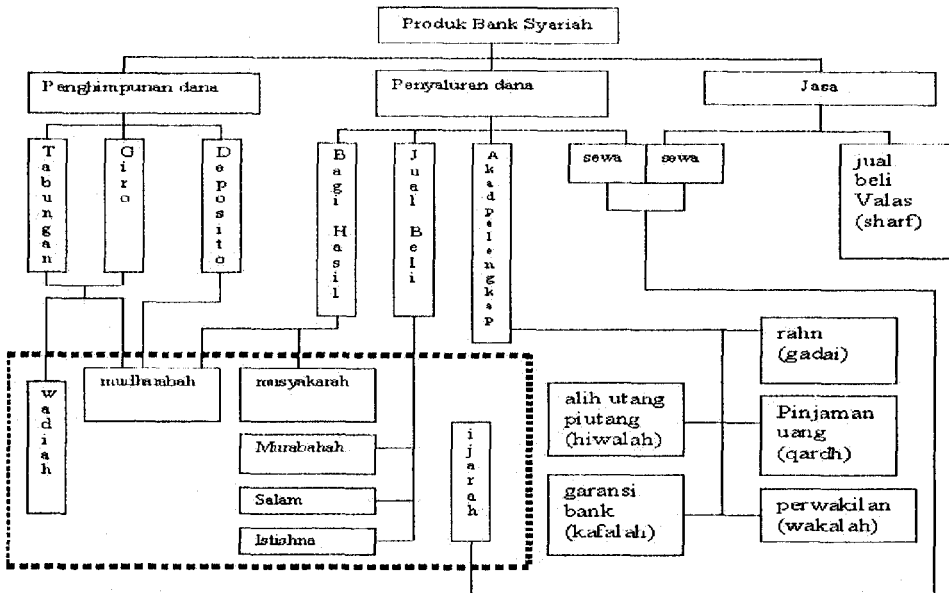 Produk Bank Syariah
Penghimpunan dana
Penyaluran dana
Jasa
Tabungan
Giro
Deposito
Bagi Hasil
Jual Beli
Akad pelengkap
sewa
sewa
jual
beli
Valas
(sharf)
wadiah
mudharabah
musyakarah
Murabahah
Salam
Istishna
ijarah
alih utang
piutang
(hiwalah)
garansi
bank
(kafalah)
rahn
(gadai)
Pinjaman
uang
(qardh)
perwakilan
(wakalah)